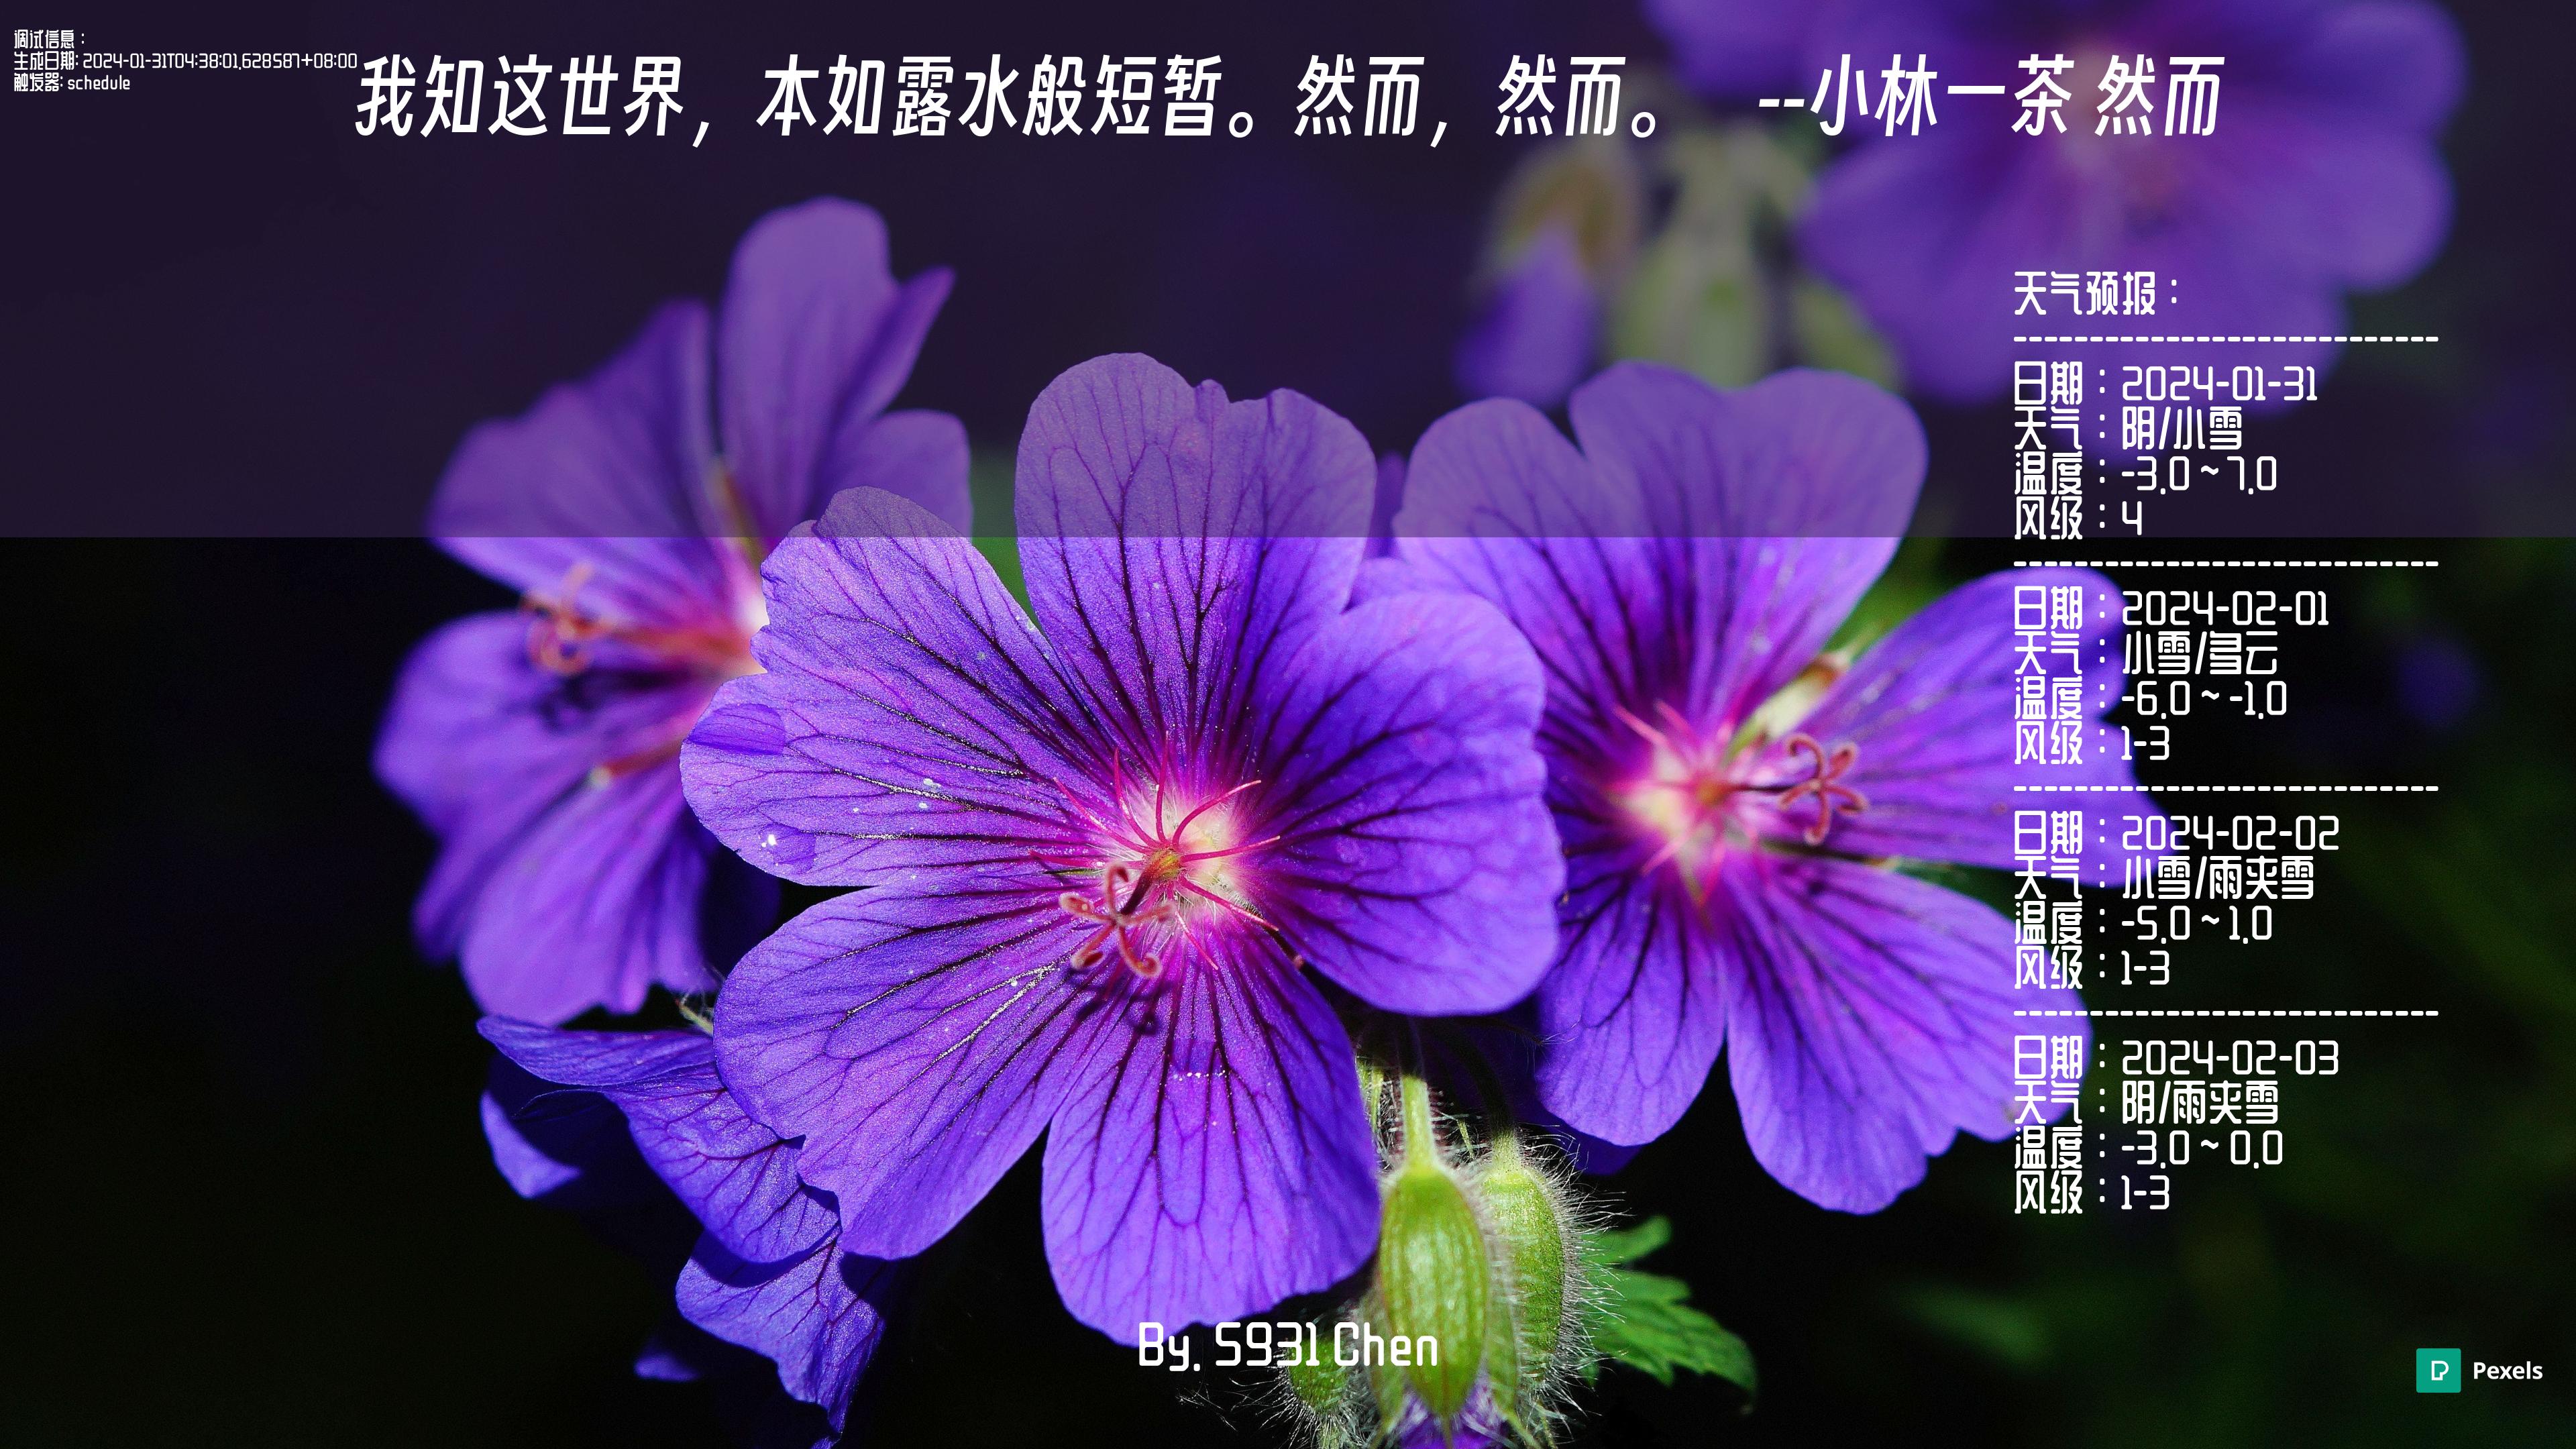 调试信息：
生成日期: 2024-01-31T04:38:01.628587+08:00
触发器: schedule
我知这世界，本如露水般短暂。然而，然而。 --小林一茶 然而
天气预报：
----------------------------
日期：2024-01-31
天气：阴/小雪
温度：-3.0 ~ 7.0
风级：4
----------------------------
日期：2024-02-01
天气：小雪/多云
温度：-6.0 ~ -1.0
风级：1-3
----------------------------
日期：2024-02-02
天气：小雪/雨夹雪
温度：-5.0 ~ 1.0
风级：1-3
----------------------------
日期：2024-02-03
天气：阴/雨夹雪
温度：-3.0 ~ 0.0
风级：1-3
By. 5931 Chen
Pexels